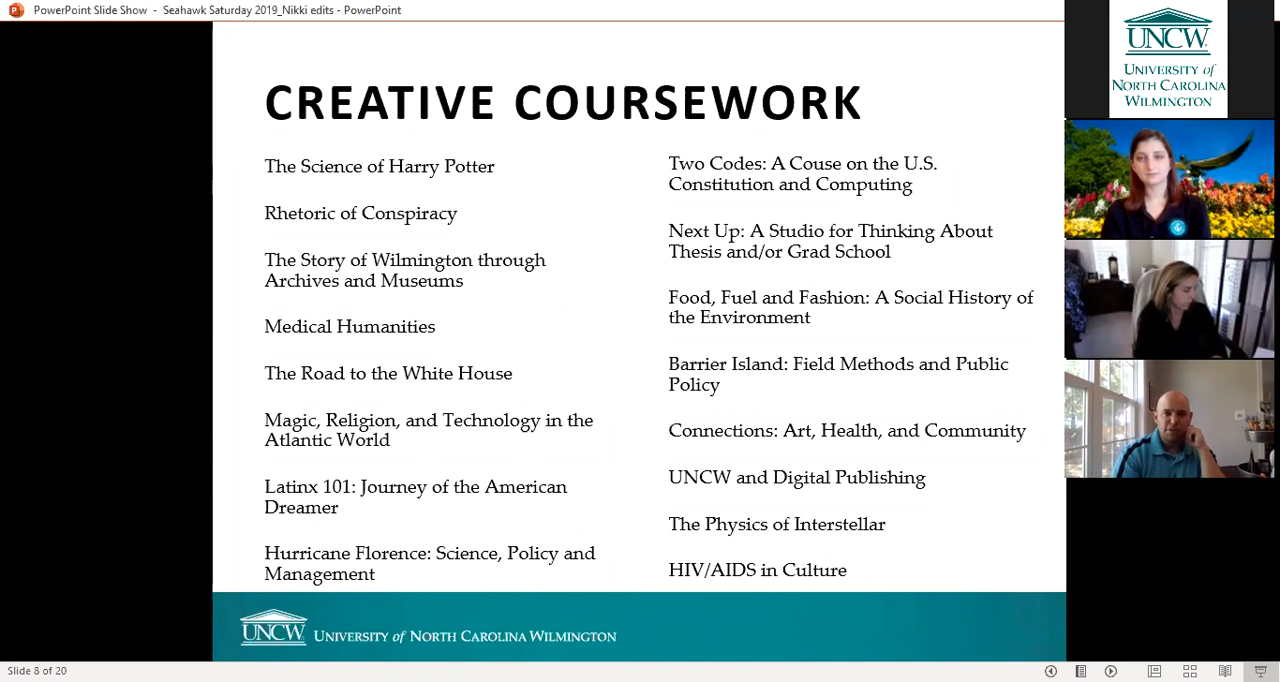 PowerPoint Slide Show - Seahawk Saturday 2019_Nikki edits - PowerPoint
CREATIVE COURSEWORK
The Science of Harry Potter
Rhetoric of Conspiracy
The Story of Wilmington through
Archives and Museums
Medical Humanities
The Road to the White House
Magic, Religion, and Technology in the
Atlantic World
Latinx 101: Journey of the American
Dreamer
Hurricane Florence: Science, Policy and
Management
Two Codes: A Couse on the U.S.
Constitution and Computing
Next Up: A Studio for Thinking About
Thesis and/or Grad School
Food, Fuel and Fashion: A Social History of
the Environment
Barrier Island: Field Methods and Public
Policy
Connections: Art, Health, and Community
UNCW and Digital Publishing
The Physics of Interstellar
HIV/AIDS in Culture
UNCW
UNIVERSITY of NORTH CAROLINA WILMINGTON
UNCW
UNIVERSITY of
NORTH CAROLINA
WILMINGTON
Slide 8 of 20